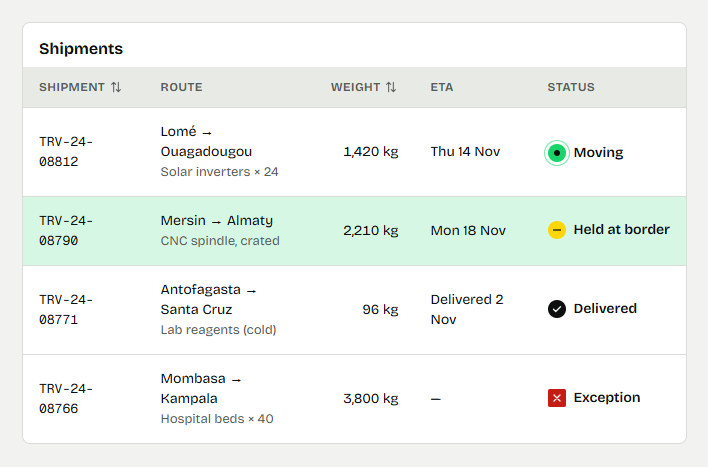 Shipments
SHIPMENT ⇅ ROUTE WEIGHT ⇅ ETA STATUS
TRV-24-
08812
Lomé →
Ouagadougou
Solar inverters × 24
1,420 kg
Thu 14 Nov
Moving
TRV-24-
08790
Mersin → Almaty
CNC spindle, crated
2,210 kg
Mon 18 Nov
Held at border
TRV-24-
08771
Antofagasta →
Santa Cruz
Lab reagents (cold)
96 kg
Delivered 2
Nov
Delivered
TRV-24-
08766
Mombasa →
Kampala
Hospital beds × 40
3,800 kg
—
Exception